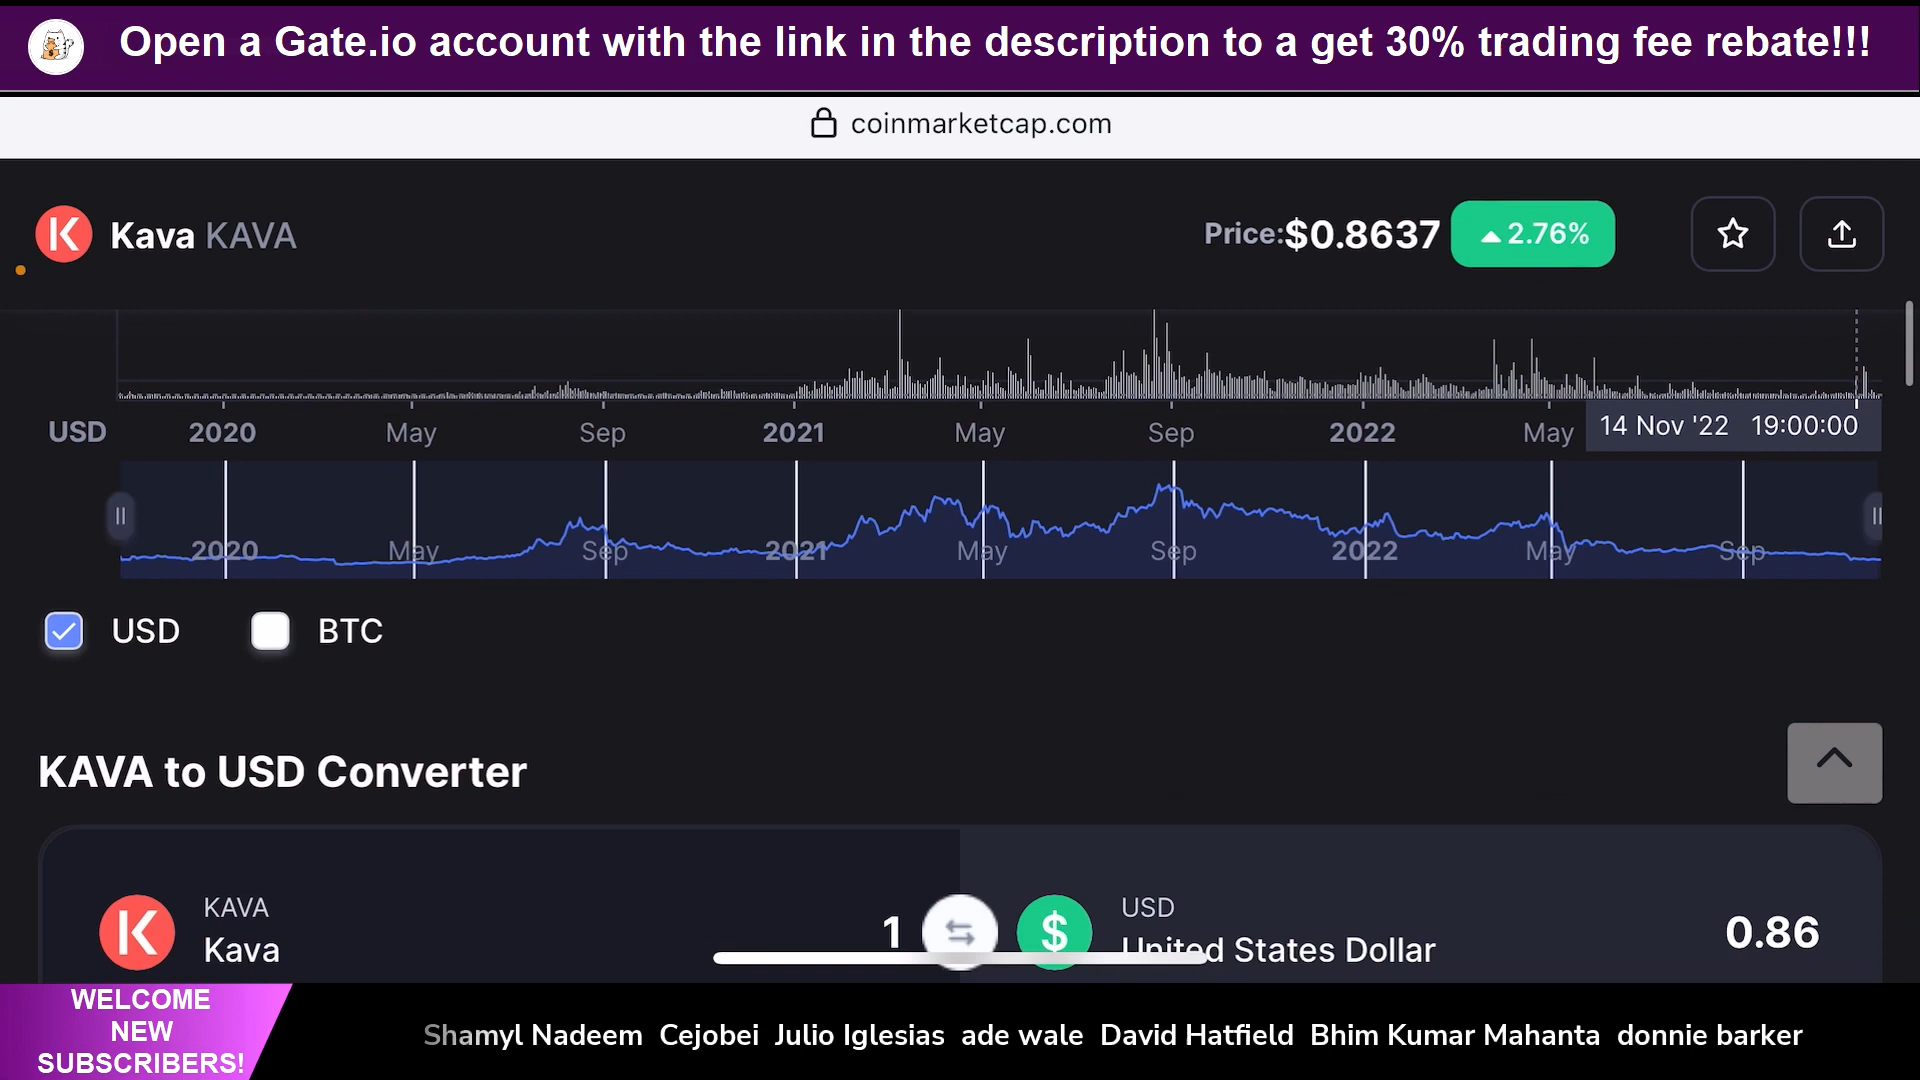 Open a Gate.io account with the link in the description to a get 30% trading fee rebate!!!
coinmarketcap.com
Kava KAVA
Price:$0.8637
2.76%
USD 2020 May Sep 2021 May Sep 2022 May
14 Nov '22 19:00:00
2020 May Sep 2021 May Sep 2022 May Sep
USD BTC
KAVA to USD Converter
KAVA
Kava
1
$
USD
United States Dollar
0.86
WELCOME
NEW
SUBSCRIBERS!
Shamyl Nadeem Cejobei Julio Iglesias ade wale David Hatfield Bhim Kumar Mahanta donnie barker